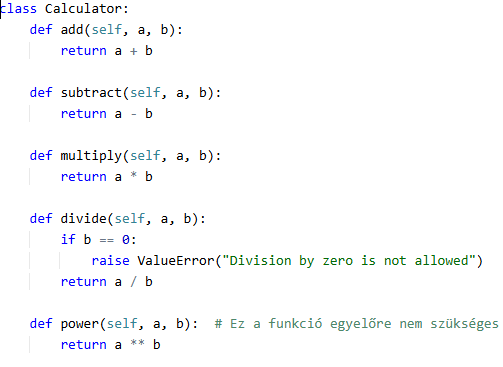 class Calculator:
    def add(self, a, b):
        return a + b

    def subtract(self, a, b):
        return a - b

    def multiply(self, a, b):
        return a * b

    def divide(self, a, b):
        if b == 0:
            raise ValueError("Division by zero is not allowed")
        return a / b

    def power(self, a, b):  # Ez a funkció egyelőre nem szükséges
        return a ** b